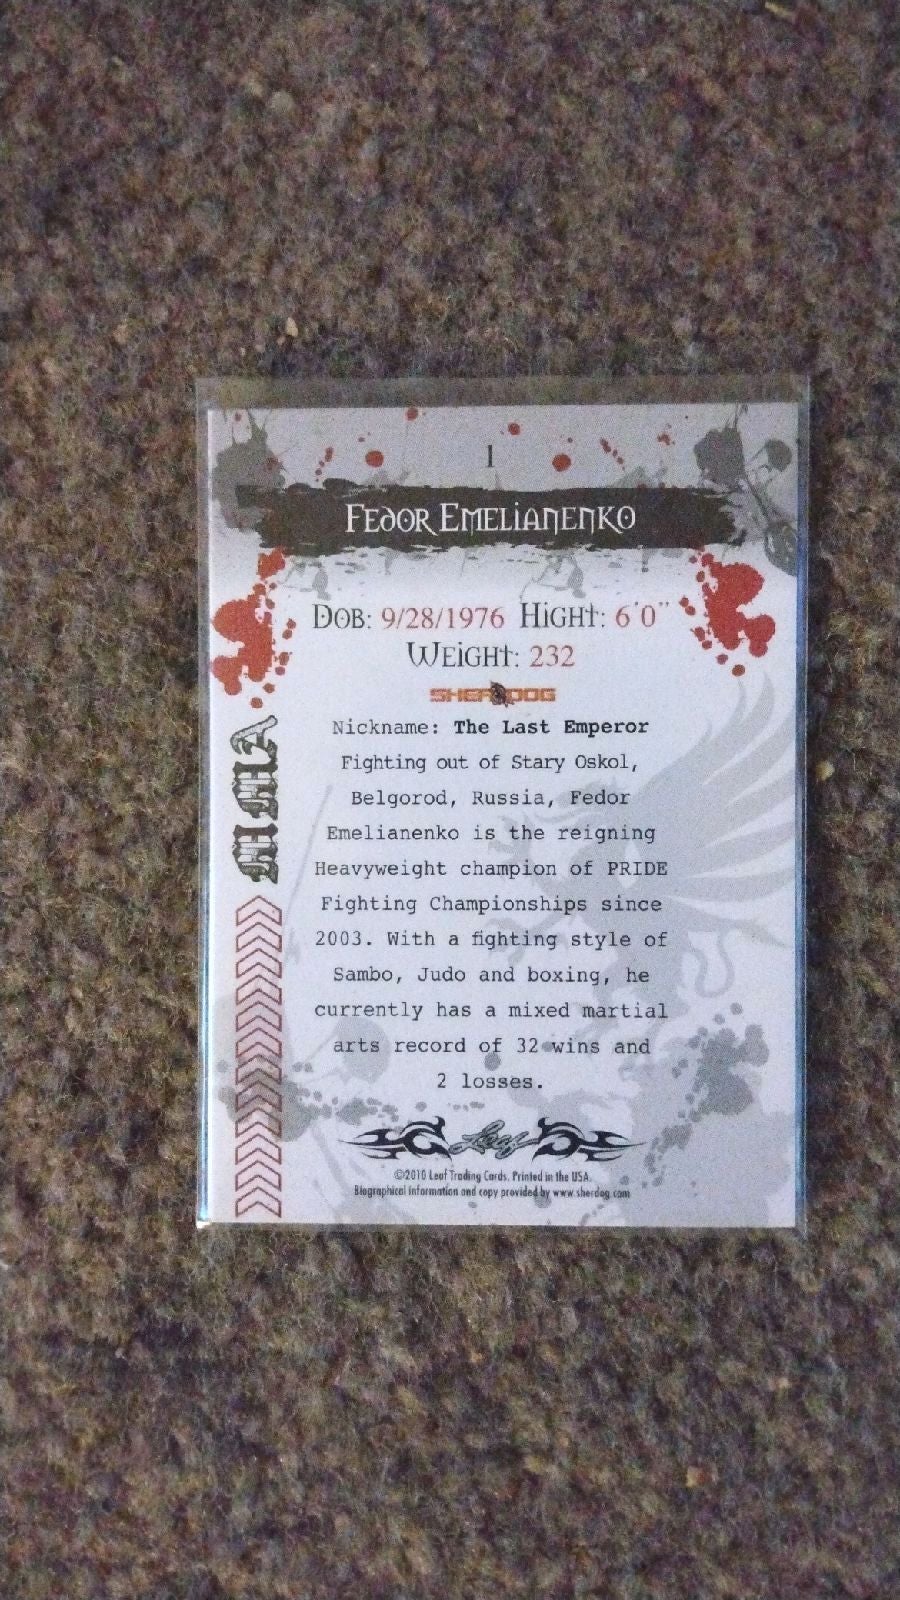 1
Fedor Emelianenko
Dob: 9/28/1976 Hight: 6'0"
Weight: 232
SHERDOG
Nickname: The Last Emperor
Fighting out of Stary Oskol,
Belgorod, Russia, Fedor
Emelianenko is the reigning
Heavyweight champion of PRIDE
Fighting Championships since
2003. With a fighting style of
Sambo, Judo and boxing, he
currently has a mixed martial
arts record of 32 wins and
2 losses.
MMA
Leaf
©2010 Leaf Trading Cards. Printed in the USA.
Biographical information and copy provided by www.sherdog.com